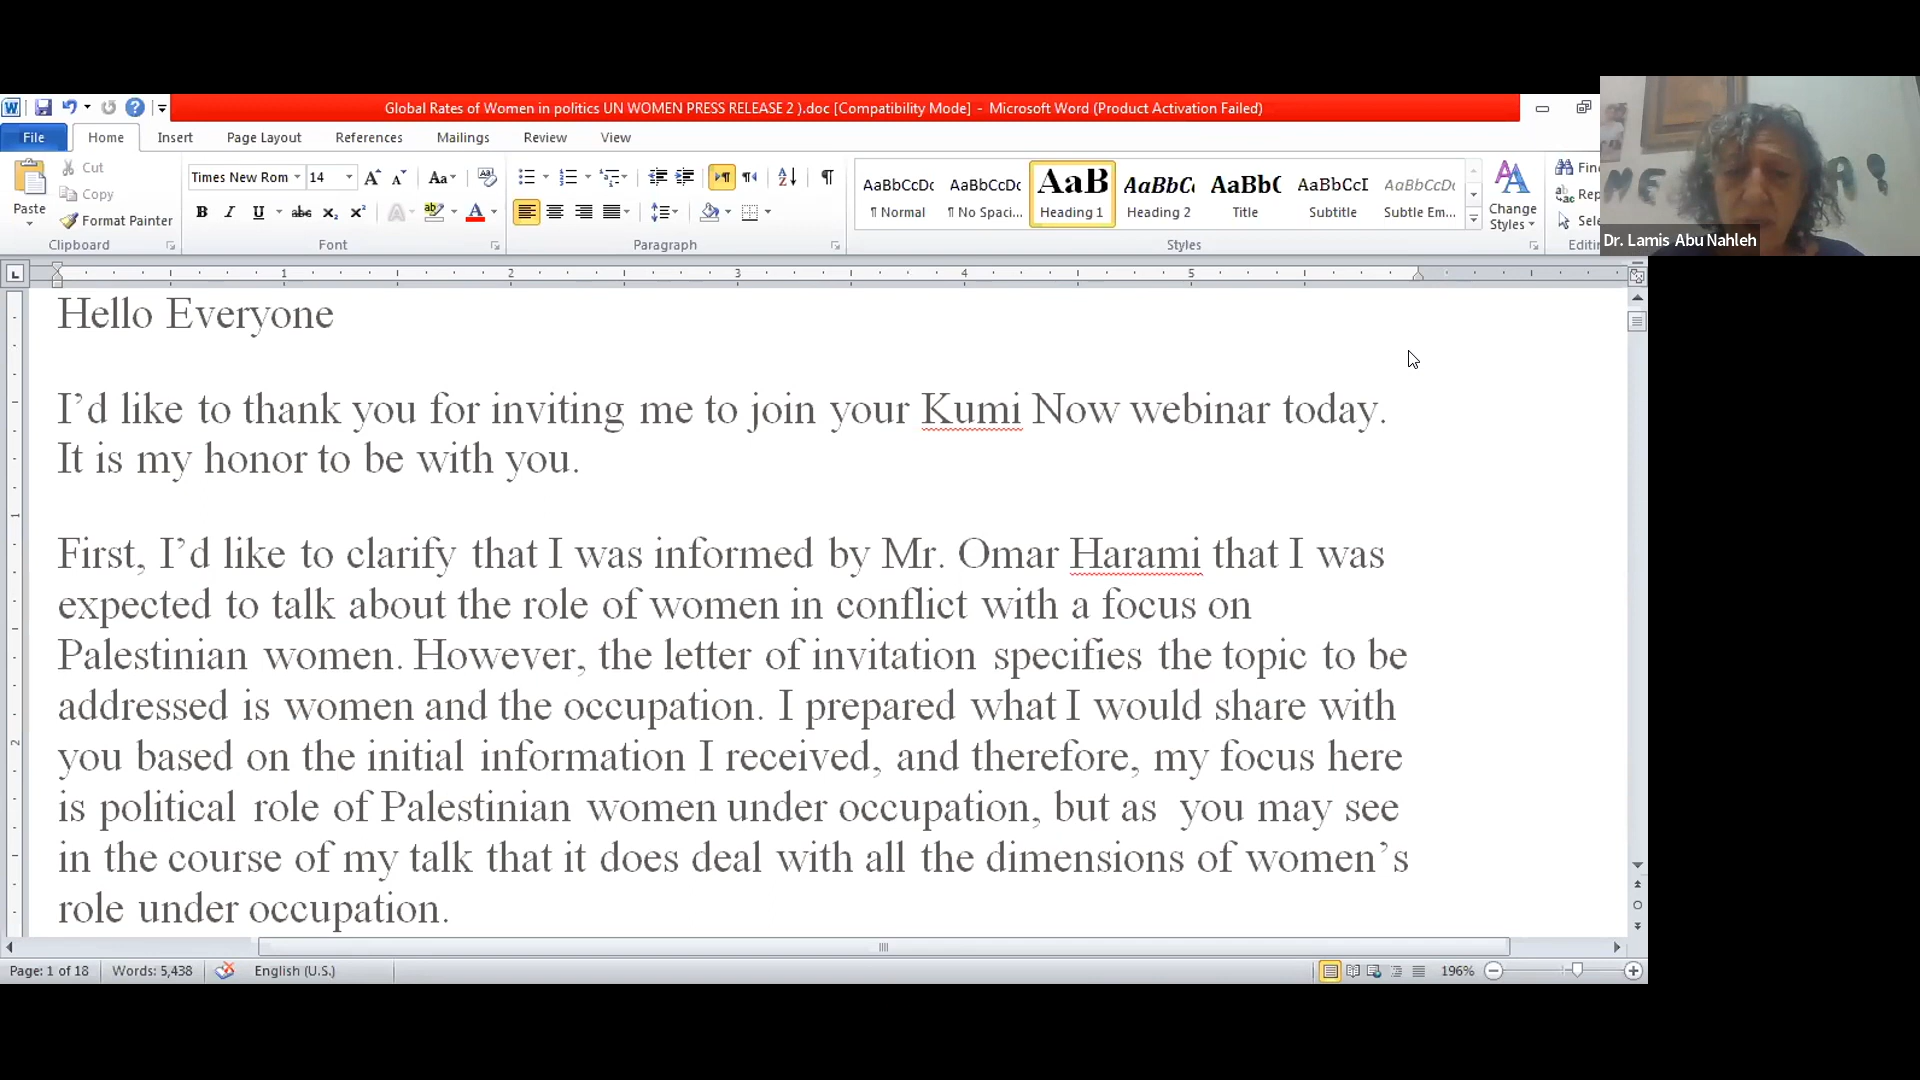 Global Rates of Women in politics UN WOMEN PRESS RELEASE 2 ).doc [Compatibility Mode] - Microsoft Word (Product Activation Failed)
File Home Insert Page Layout References Mailings Review View
Paste
Cut
Copy
Format Painter
Clipboard
Times New Rom 14
Font
Paragraph
AaBbCcDc AaBbCcDc AaB AaBbC AaBb( AaBbCcI AaBbCcDc
¶ Normal ¶ No Spaci... Heading 1 Heading 2 Title Subtitle Subtle Em...
Change Styles
Styles
Dr. Lamis Abu Nahleh
1 2 3 4 5
Hello Everyone
I’d like to thank you for inviting me to join your Kumi Now webinar today.
It is my honor to be with you.
First, I’d like to clarify that I was informed by Mr. Omar Harami that I was
expected to talk about the role of women in conflict with a focus on
Palestinian women. However, the letter of invitation specifies the topic to be
addressed is women and the occupation. I prepared what I would share with
you based on the initial information I received, and therefore, my focus here
is political role of Palestinian women under occupation, but as  you may see
in the course of my talk that it does deal with all the dimensions of women’s
role under occupation.
Page: 1 of 18 Words: 5,438 English (U.S.) 196%